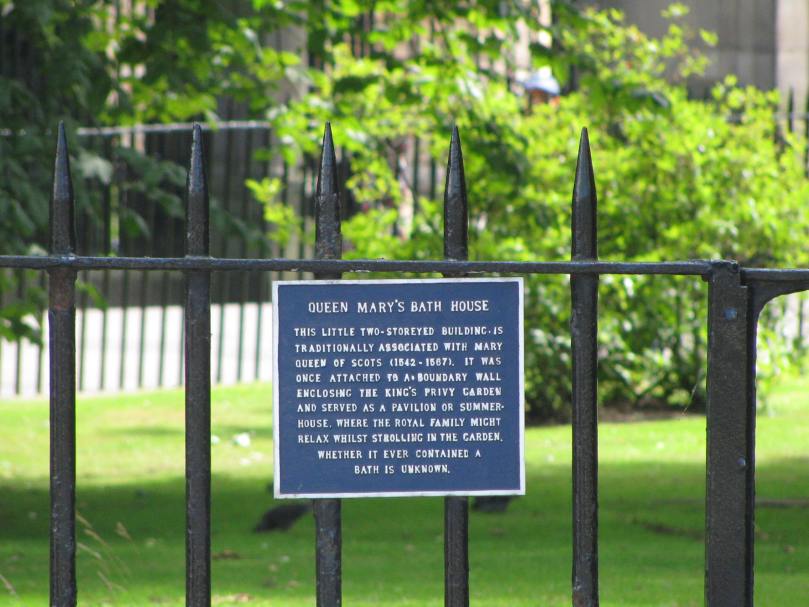 QUEEN MARY'S BATH HOUSE
THIS LITTLE TWO-STOREYED BUILDING IS
TRADITIONALLY ASSOCIATED WITH MARY
QUEEN OF SCOTS (1542-1567). IT WAS
ONCE ATTACHED TO A BOUNDARY WALL
ENCLOSING THE KING'S PRIVY GARDEN
AND SERVED AS A PAVILION OR SUMMER-
HOUSE, WHERE THE ROYAL FAMILY MIGHT
RELAX WHILST STROLLING IN THE GARDEN.
WHETHER IT EVER CONTAINED A
BATH IS UNKNOWN.